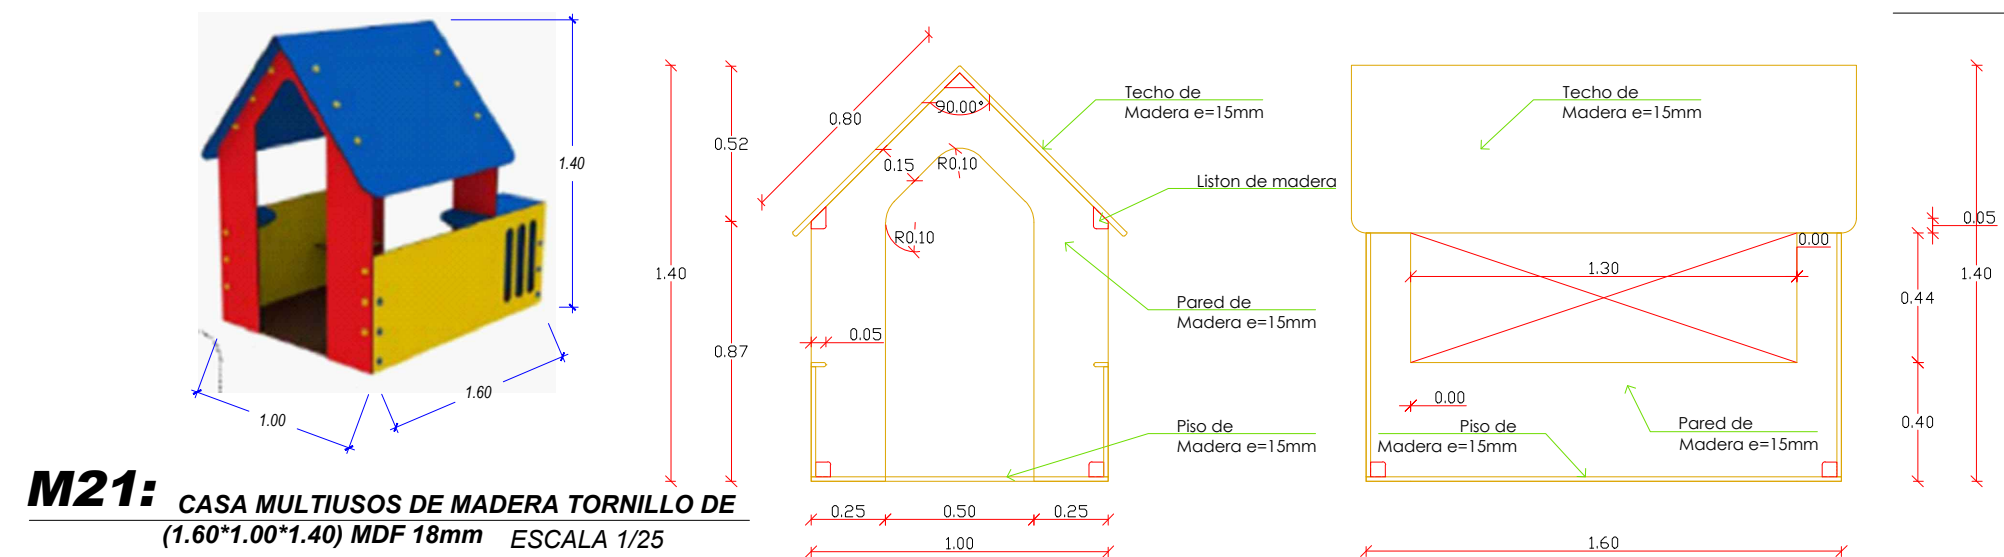 1.40
1.60
1.00
M21: CASA MULTIUSOS DE MADERA TORNILLO DE
(1.60*1.00*1.40) MDF 18mm ESCALA 1/25
1.40
0.52
0.87
0.80
90.00°
0.15
R0.10
R0.10
0.05
Techo de
Madera e=15mm
Liston de madera
Pared de
Madera e=15mm
Piso de
Madera e=15mm
0.25
0.50
0.25
1.00
Techo de
Madera e=15mm
0.00
1.30
0.00
Piso de
Madera e=15mm
Pared de
Madera e=15mm
1.60
0.05
0.44
0.40
1.40